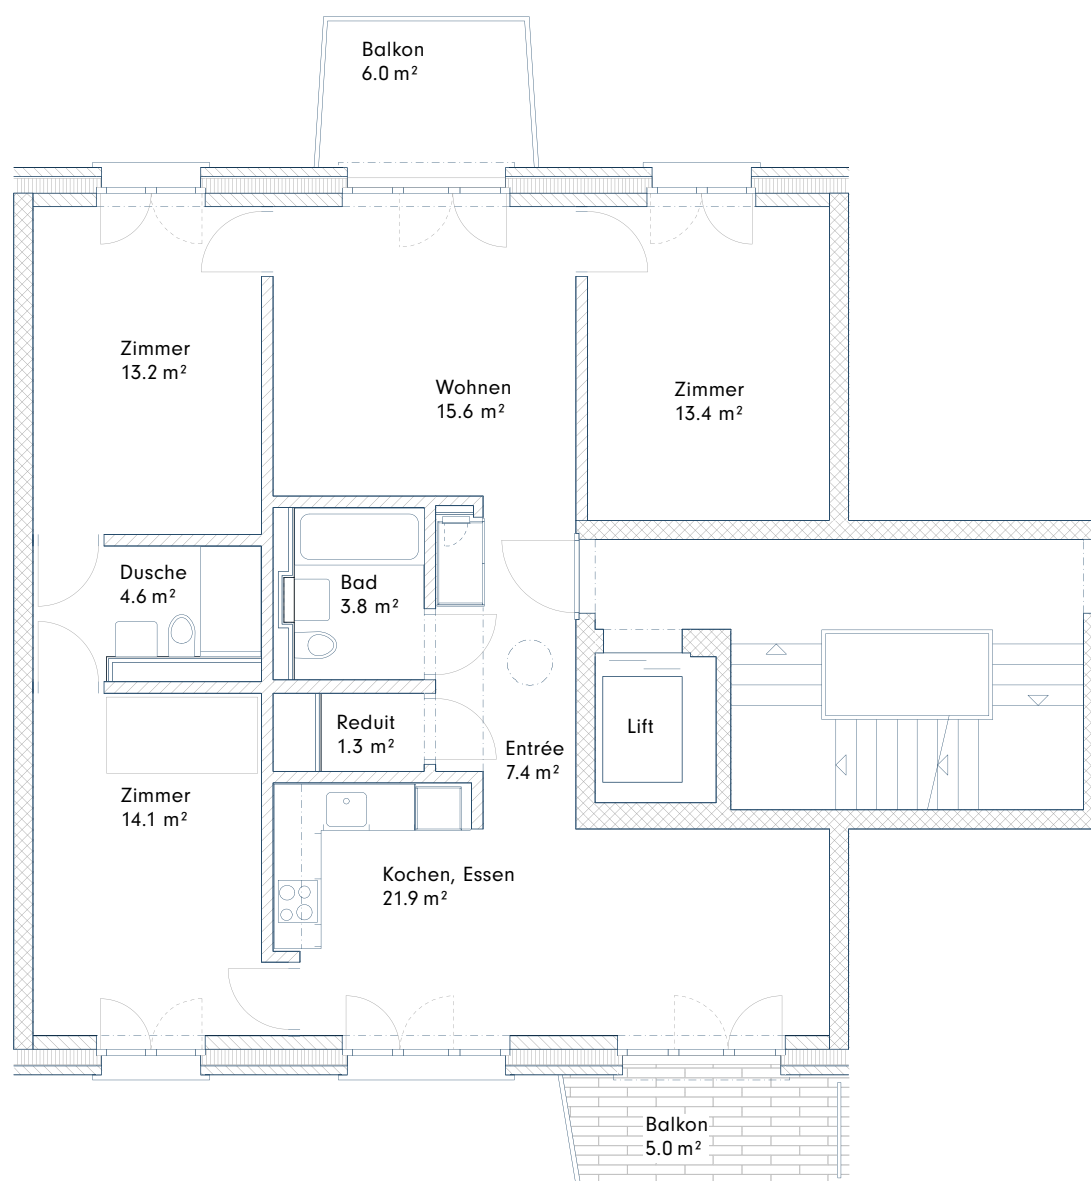 Balkon
6.0 m²
Zimmer
13.2 m²
Wohnen
15.6 m²
Zimmer
13.4 m²
Dusche
4.6 m²
Bad
3.8 m²
Reduit
1.3 m²
Entrée
7.4 m²
Lift
Zimmer
14.1 m²
Kochen, Essen
21.9 m²
Balkon
5.0 m²